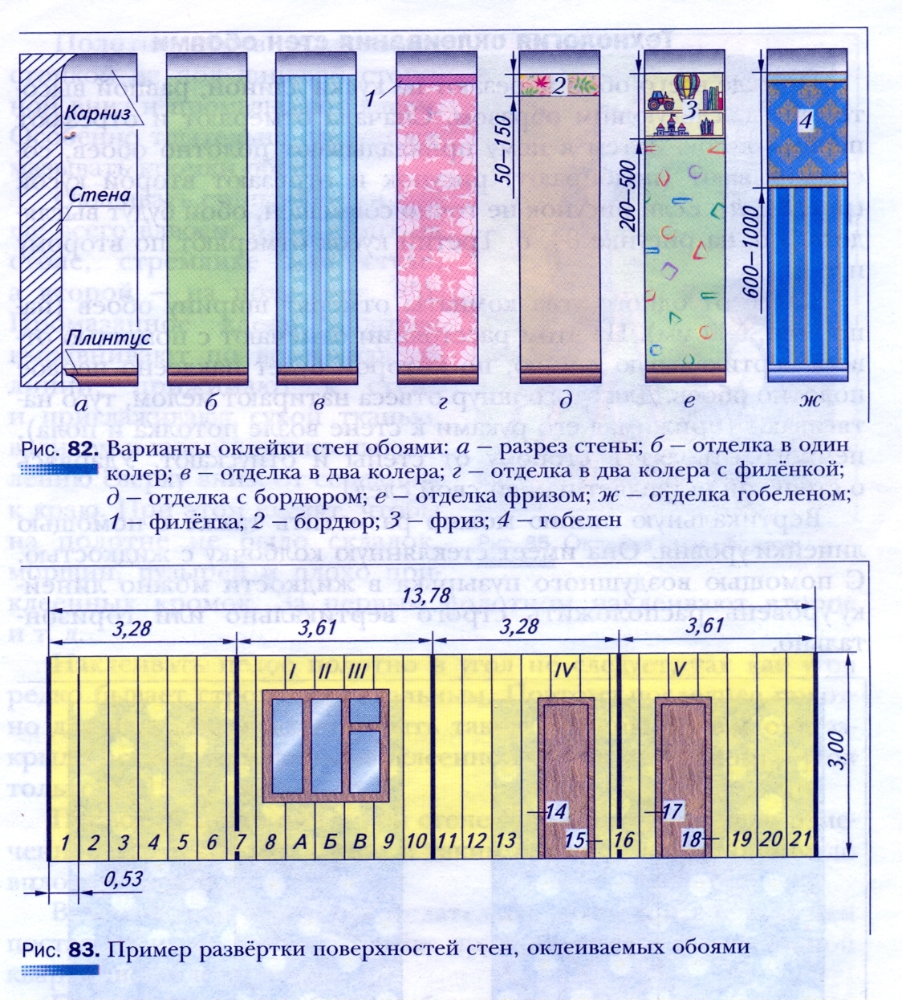 Карниз
Стена
Плинтус
1
50–150
2
200–500
3
600–1000
4
а б в г д е ж
Рис. 82. Варианты оклейки стен обоями: а — разрез стены; б — отделка в один
колер; в — отделка в два колера; г — отделка в два колера с филёнкой;
д — отделка с бордюром; е — отделка фризом; ж — отделка гобеленом;
1 — филёнка; 2 — бордюр; 3 — фриз; 4 — гобелен
13,78
3,28 3,61 3,28 3,61
I II III IV V
3,00
14 17
1 2 3 4 5 6 7 8 А Б В 9 10 11 12 13 15 16 18 19 20 21
0,53
Рис. 83. Пример развёртки поверхностей стен, оклеиваемых обоями